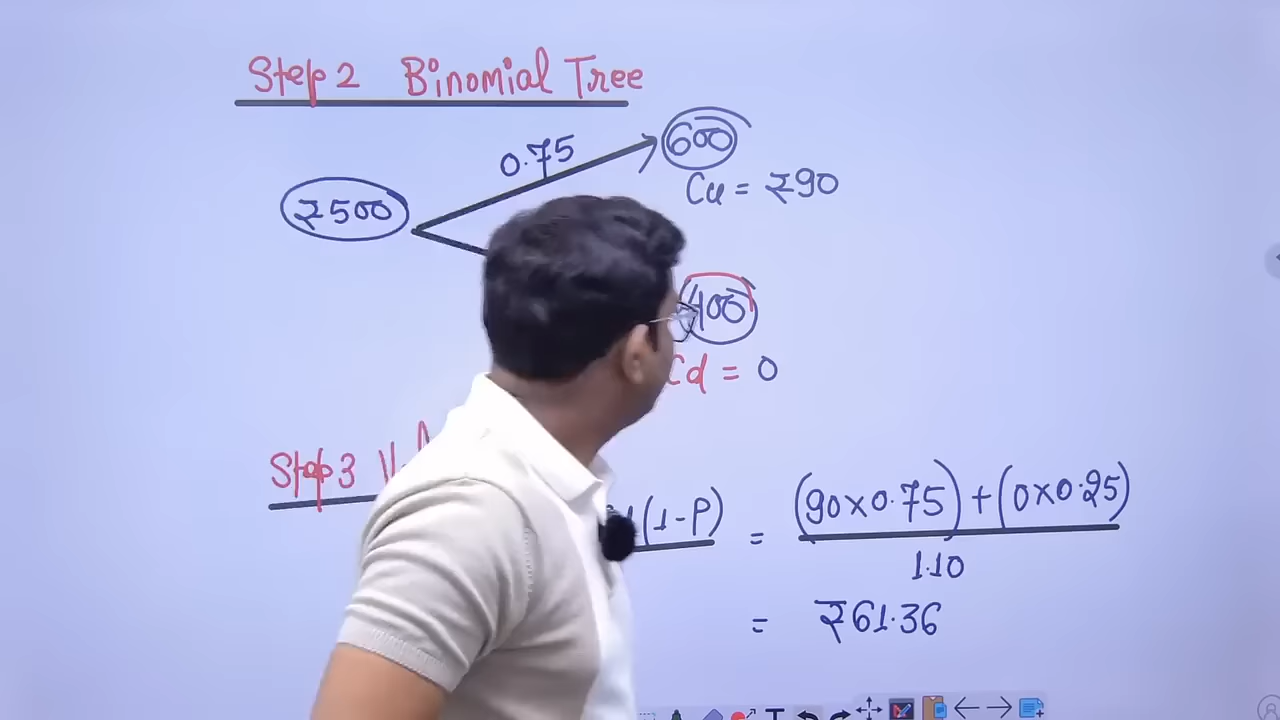 Step 2 Binomial Tree
0.75
600
Cu = ₹90
₹500
400
Cd = 0
Step 3
(1-P) = (90×0.75) + (0×0.25)
1.10
= ₹61.36